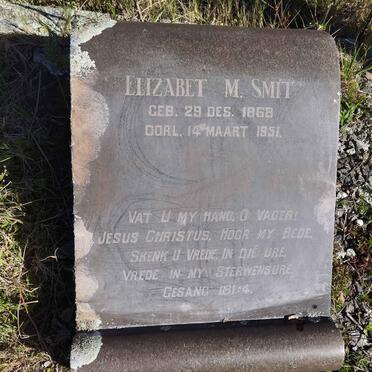 ELIZABET M. SMIT
GEB. 29 DES. 1868
OORL. 14 MAART 1951.
VAT U MY HAND, O VADER!
JESUS CHRISTUS, HOOR MY BEDE,
SKENK U VREDE, IN DIÉ URE,
VREDE IN MY STERWENSURE.
GESANG 181:4.